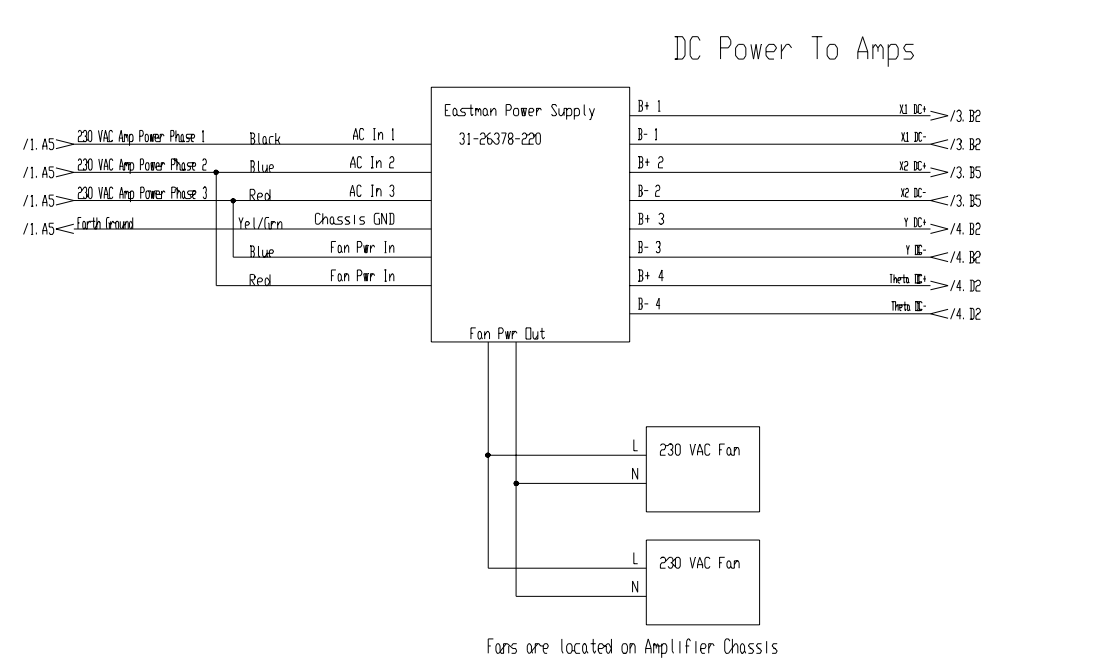 DC Power To Amps
Eastman Power Supply
31-26378-220
/1. A5 230 VAC Amp Power Phase 1 Black AC In 1
/1. A5 230 VAC Amp Power Phase 2 Blue AC In 2
/1. A5 230 VAC Amp Power Phase 3 Red AC In 3
/1. A5 Earth Ground Yel/Grn Chassis GND
Blue Fan Pwr In
Red Fan Pwr In
B+ 1 X1 DC+ /3. B2
B- 1 X1 DC- /3. B2
B+ 2 X2 DC+ /3. B5
B- 2 X2 DC- /3. B5
B+ 3 Y DC+ /4. B2
B- 3 Y DC- /4. B2
B+ 4 Theta DC+ /4. D2
B- 4 Theta DC- /4. D2
Fan Pwr Out
L 230 VAC Fan
N
L 230 VAC Fan
N
Fans are located on Amplifier Chassis